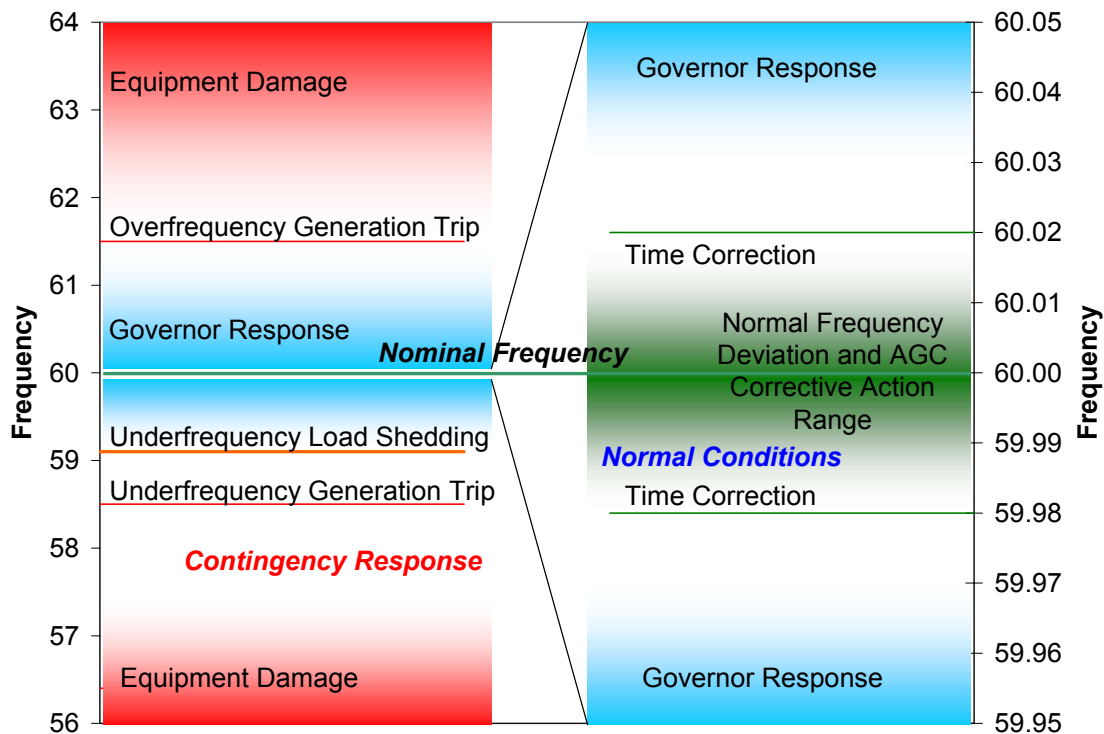 64
63
62
61
60
59
58
57
56
Frequency
Equipment Damage
Overfrequency Generation Trip
Governor Response
Nominal Frequency
Underfrequency Load Shedding
Underfrequency Generation Trip
Contingency Response
Equipment Damage
Governor Response
Time Correction
Normal Frequency
Deviation and AGC
Corrective Action
Range
Normal Conditions
Time Correction
Governor Response
60.05
60.04
60.03
60.02
60.01
60.00
59.99
59.98
59.97
59.96
59.95
Frequency